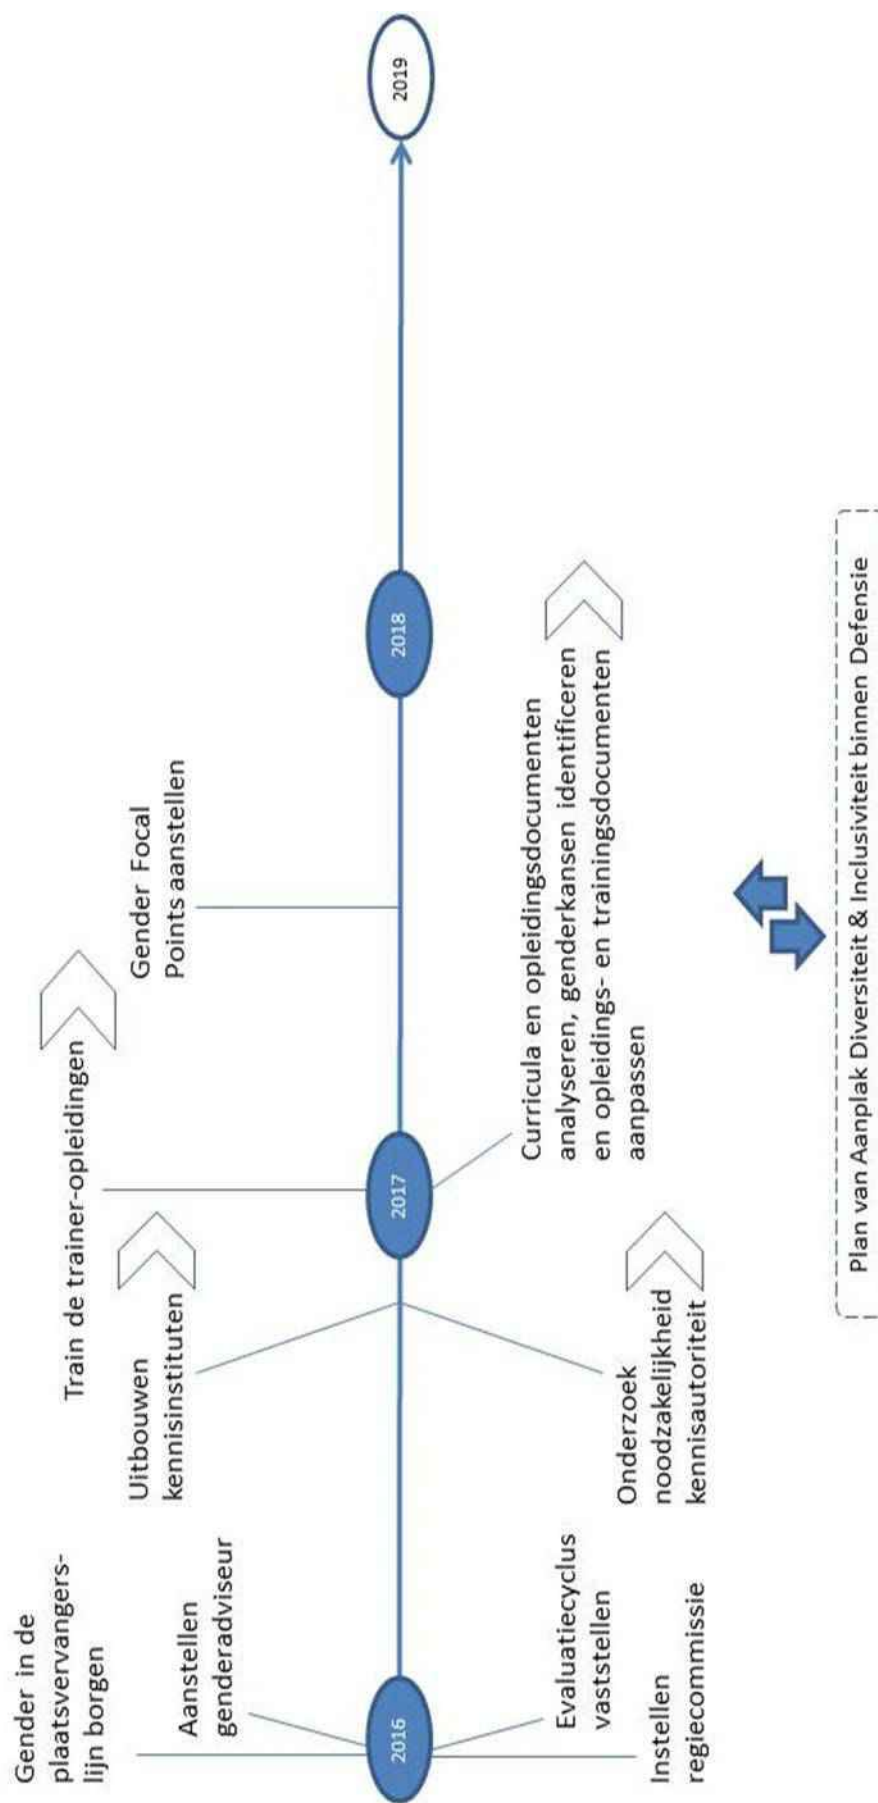 Gender in de
plaatsvervangers-
lijn borgen
Aanstellen
genderadviseur
Uitbouwen
kennisinstituten
Train de trainer-opleidingen
Gender Focal
Points aanstellen
2016
2017
2018
2019
Evaluatiecyclus
vaststellen
Instellen
regiecommissie
Onderzoek
noodzakelijkheid
kennisautoriteit
Curricula en opleidingsdocumenten
analyseren, genderkansen identificeren
en opleidings- en trainingsdocumenten
aanpassen
Plan van Aanplak Diversiteit & Inclusiviteit binnen Defensie